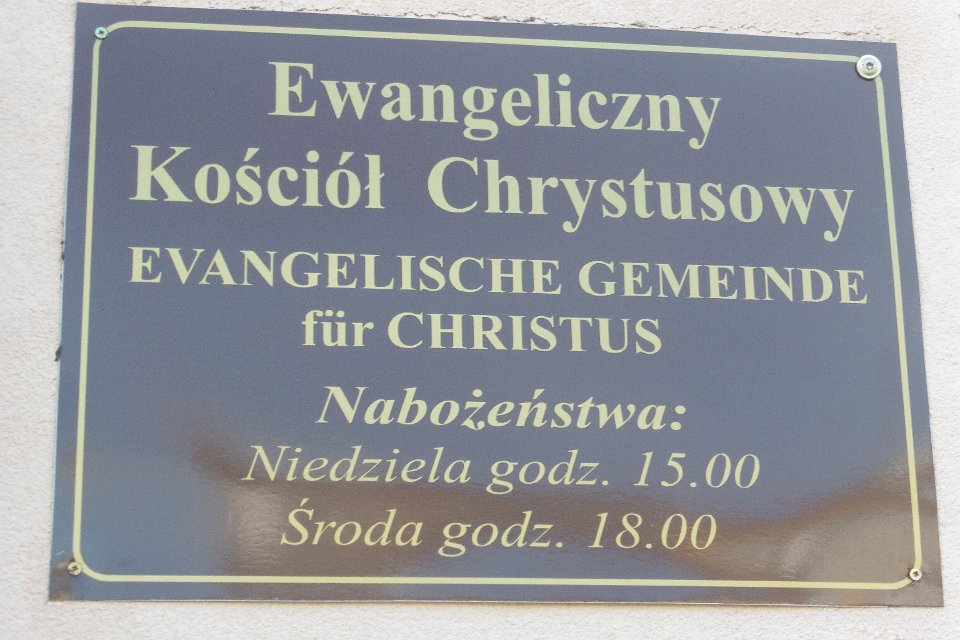 Ewangeliczny
Kościół Chrystusowy
EVANGELISCHE GEMEINDE
für CHRISTUS
Nabożeństwa:
Niedziela godz. 15.00
Środa godz. 18.00